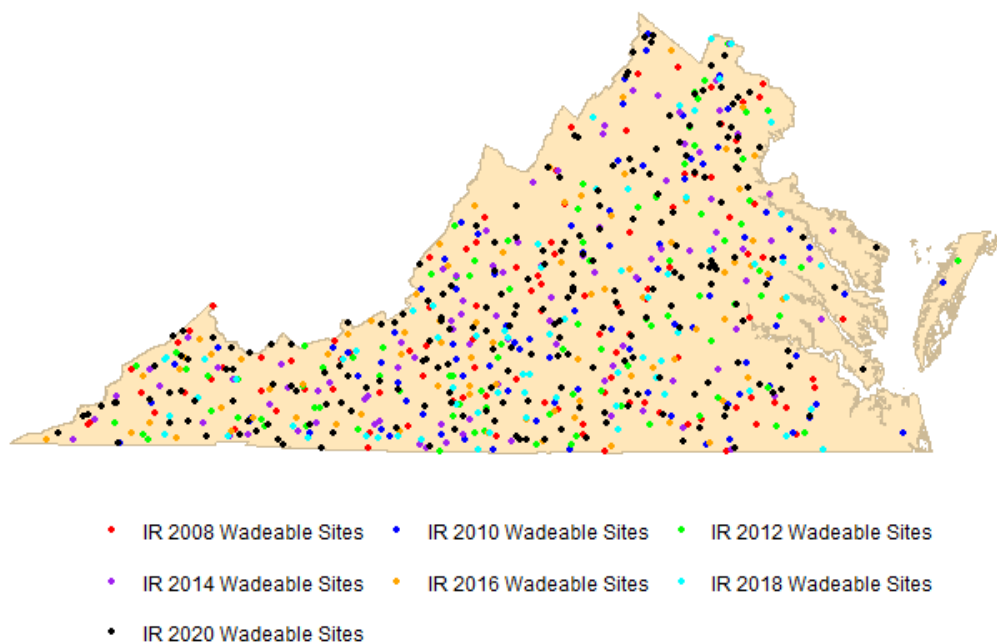 IR 2008 Wadeable Sites IR 2010 Wadeable Sites IR 2012 Wadeable Sites
IR 2014 Wadeable Sites IR 2016 Wadeable Sites IR 2018 Wadeable Sites
IR 2020 Wadeable Sites